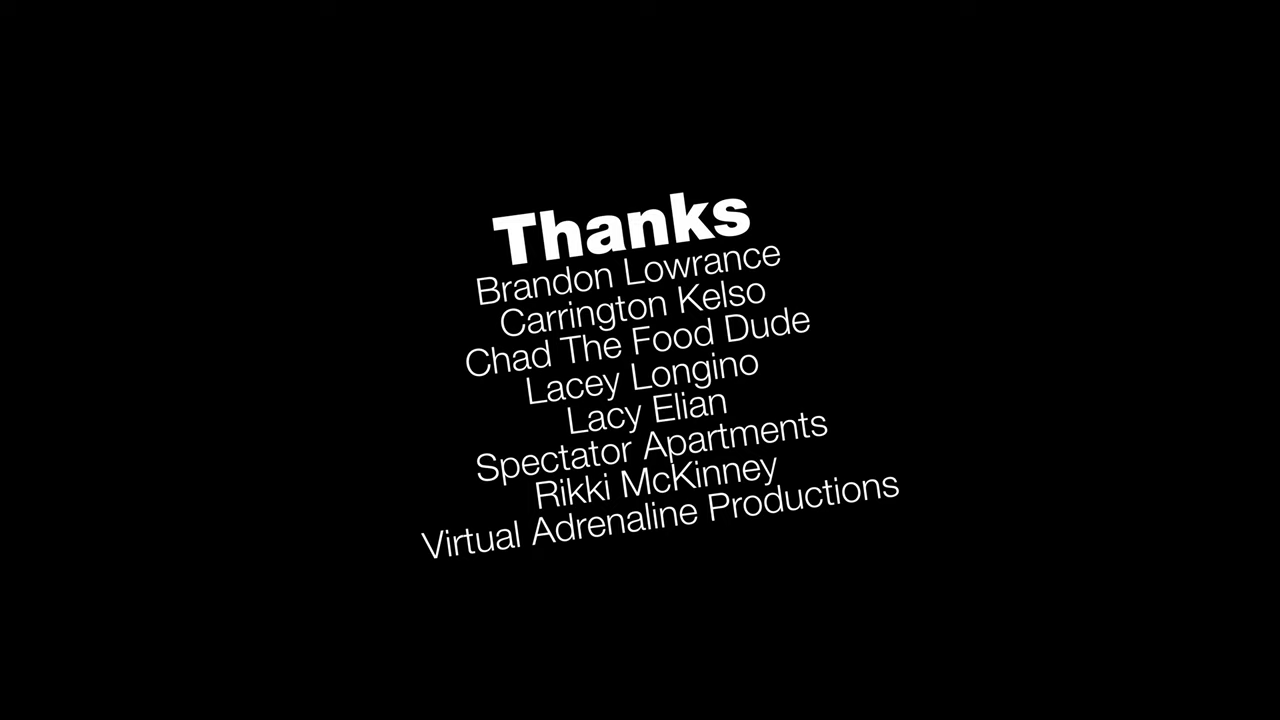 Thanks
Brandon Lowrance
Carrington Kelso
Chad The Food Dude
Lacey Longino
Lacy Elian
Spectator Apartments
Rikki McKinney
Virtual Adrenaline Productions